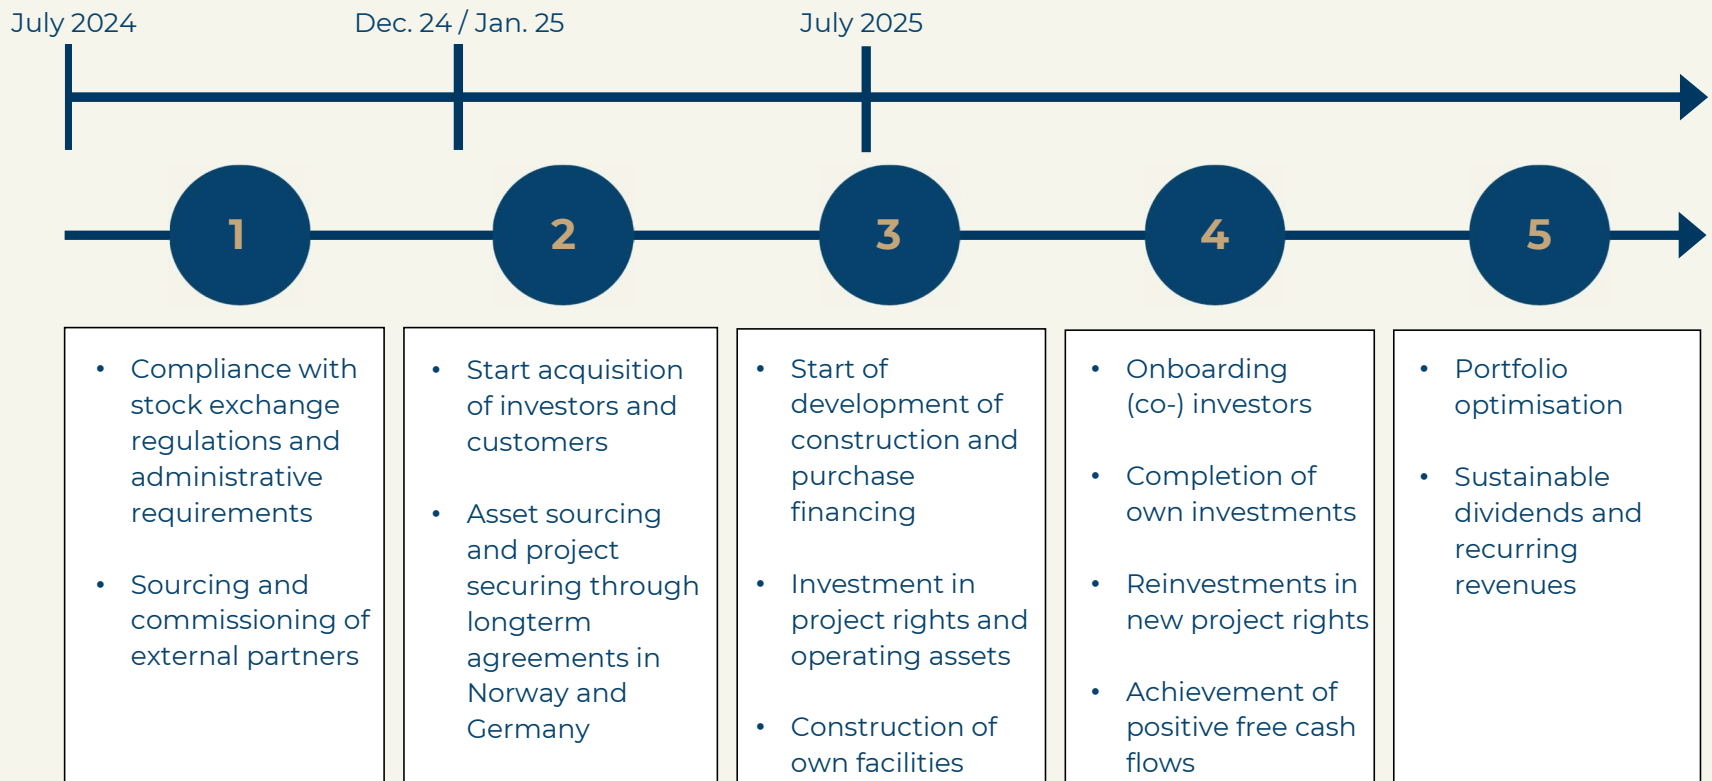 July 2024
Dec. 24 / Jan. 25
July 2025
1
2
3
4
5
• Compliance with
stock exchange
regulations and
administrative
requirements
• Sourcing and
commissioning of
external partners
• Start acquisition
of investors and
customers
• Asset sourcing
and project
securing through
longterm
agreements in
Norway and
Germany
• Start of
development of
construction and
purchase
financing
• Investment in
project rights and
operating assets
• Construction of
own facilities
• Onboarding
(co-) investors
• Completion of
own investments
• Reinvestments in
new project rights
• Achievement of
positive free cash
flows
• Portfolio
optimisation
• Sustainable
dividends and
recurring
revenues